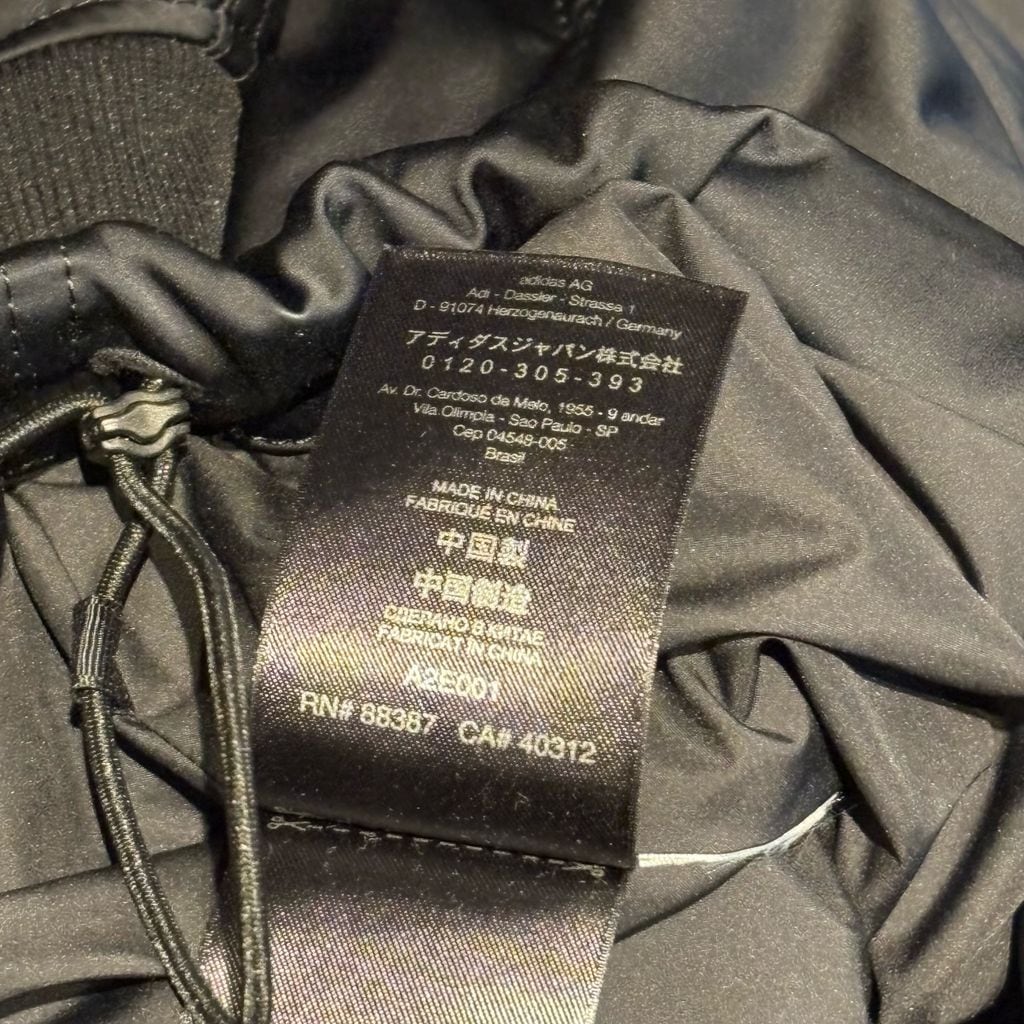 adidas AG
Adi - Dassler - Strasse 1
D - 91074 Herzogenaurach / Germany
アディダスジャパン株式会社
0120-305-393
Av. Dr. Cardoso de Melo, 1955 - 9 andar
Vila Olimpia - Sao Paulo - SP
Cep 04548-005
Brasil
MADE IN CHINA
FABRIQUÉ EN CHINE
中国製
中国制造
СДЕЛАНО В КИТАЕ
FABRICAT IN CHINA
A2E001
RN# 88387 CA# 40312